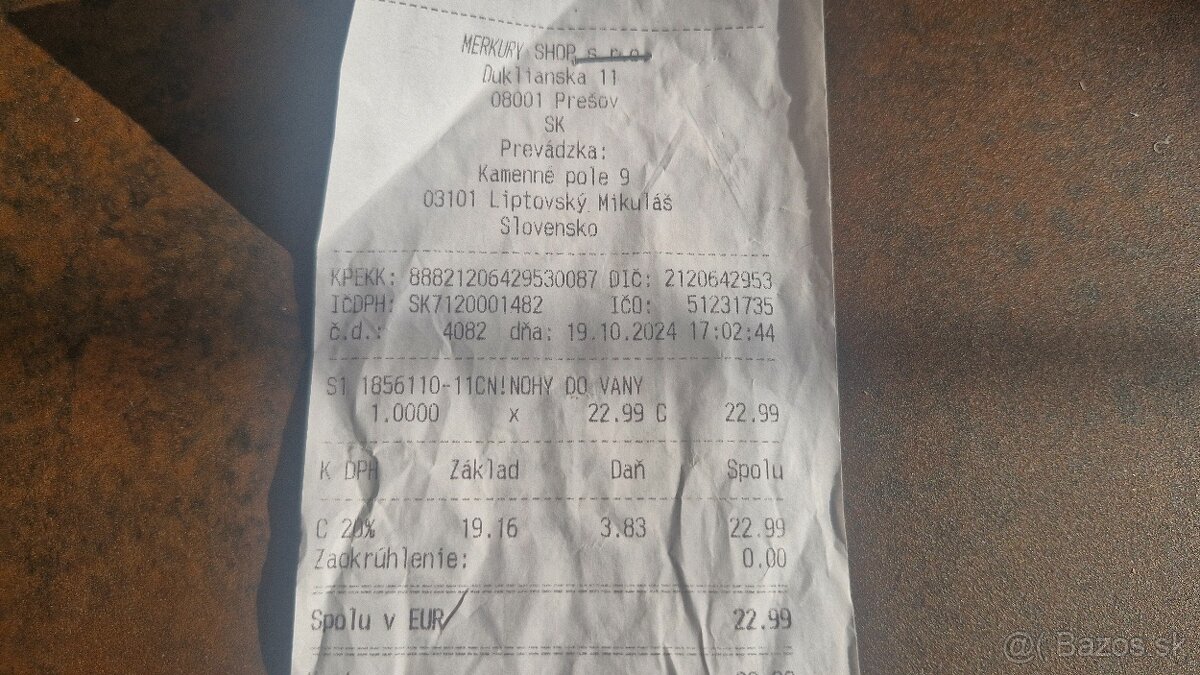 MERKURY SHOP s.r.o.
Duklianska 11
08001 Prešov
SK
Prevádzka:
Kamenné pole 9
03101 Liptovský Mikuláš
Slovensko
KPEKK: 88821206429530087 DIČ: 2120642953
IČDPH: SK7120001482 IČO: 51231735
č.d.: 4082 dňa: 19.10.2024 17:02:44
S1 1856110-11CN!NOHY DO VANY
1.0000 x 22.99 C 22.99
K DPH Základ Daň Spolu
C 20% 19.16 3.83 22.99
Zaokrúhlenie: 0.00
Spolu v EUR 22.99
@( Bazos.sk